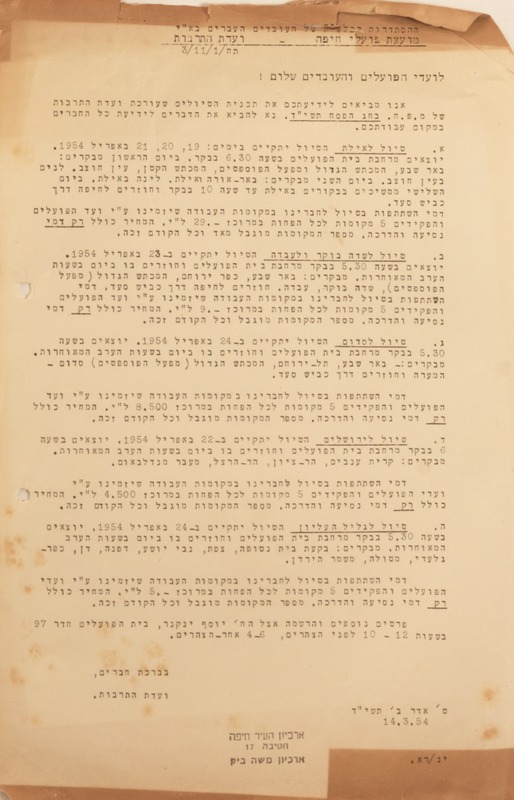 ההסתדרות הכללית של העובדים העברים בא"י
מועצת פועלי חיפה - ועדת התרבות
תח/3/11/1
לועדי הפועלים והעובדים שלום !
אנו מביאים לידיעתכם את תכנית הטיולים שעורכת ועדת התרבות
של מ.פ.ח. בחג הפסח תשי"ד. נא להביא את הדברים לידיעת כל החברים
במקום עבודתכם.
א. טיול לאילת הטיול יתקיים בימים: 19, 20, 21 באפריל 1954.
יוצאים מרחבת בית הפועלים בשעה 6.30 בבקר. ביום הראשון מבקרים:
באר שבע, המכתש הגדול ומפעל הפוספטים, המכתש הקטן, עין חוצב. לנים
בעין חוצב. ביום השני מבקרים: באר-אורה ואילת. לינה באילת. ביום
השלישי ממשיכים בבקורים באילת עד שעה 10 בבקר וחוזרים לחיפה דרך
כביש סעד.
דמי השתתפות בטיול לחברינו במקומות העבודה שיזמינו ע"י ועד הפועלים
והפקידים 5 מקומות לכל הפחות במרוכז -.29 ל"י. המחיר כולל רק דמי
נסיעה והדרכה. מספר המקומות מוגבל מאד וכל הקודם זכה.
ב. טיול לשדה בוקר ולעבדה הטיול יתקיים ב-23 באפריל 1954.
יוצאים בשעה 5.30 בבקר מרחבת בית הפועלים וחוזרים בו ביום בשעות
הערב המאוחרות. מבקרים: באר שבע, כפר ירוחם, המכתש הגדול (מפעל
הפוספטים), שדה בוקר, עבדה. חוזרים לחיפה דרך כביש סעד. דמי
השתתפות בטיול לחברינו במקומות העבודה שיזמינו ע"י ועד הפועלים
והפקידים 5 מקומות לכל הפחות במרוכז -.9 ל"י. המחיר כולל רק דמי
נסיעה והדרכה. מספר המקומות מוגבל וכל הקודם זכה.
ג. טיול לסדום הטיול יתקיים ב-24 באפריל 1954. יוצאים בשעה
5.30 בבקר מרחבת בית הפועלים וחוזרים בו ביום בשעות הערב המאוחרות.
מבקרים:- באר שבע, תל-ירוחם, המכתש הגדול (מפעל הפוספטים) סדום -
המערה וחוזרים דרך כביש סעד.
דמי השתתפות בטיול לחברינו במקומות העבודה שיזמינו ע"י ועד
הפועלים והפקידים 5 מקומות לכל הפחות במרוכז 8.500 ל"י. המחיר כולל
רק דמי נסיעה והדרכה. מספר המקומות מוגבל וכל הקודם זכה.
ד. טיול לירושלים הטיול יתקיים ב-22 באפריל 1954. יוצאים בשעה
6 בבקר מרחבת בית הפועלים וחוזרים בו ביום בשעות הערב המאוחרות.
מבקרים: קרית ענבים, הר-ציון, הר-הרצל, מעבר מנדלבאום.
דמי השתתפות בטיול לחברינו במקומות העבודה שיזמינו ע"י
ועדי הפועלים והפקידים 5 מקומות לכל הפחות במרוכז 4.500 ל"י. המחיר
כולל רק דמי נסיעה והדרכה. מספר המקומות מוגבל וכל הקודם זכה.
ה. טיול לגליל העליון הטיול יתקיים ב-24 באפריל 1954. יוצאים
בשעה 5.30 בבקר מרחבת בית הפועלים וחוזרים בו ביום בשעות הערב
המאוחרות. מבקרים: בקעת בית נטופה, צפת, נבי יושע, דפנה, דן, כפר-
גלעדי, מטולה, משמר הירדן.
דמי השתתפות בטיול לחברינו במקומות העבודה שיזמינו ע"י ועדי
הפועלים והפקידים 5 מקומות לכל הפחות במרוכז -.5 ל"י. המחיר כולל
רק דמי נסיעה והדרכה. מספר המקומות מוגבל וכל הקודם זכה.
פרטים נוספים והרשמה אצל הח' יוסף ינקנר, בית הפועלים חדר 97
בשעות 12 - 10 לפני הצהרים, 4-6 אחר-הצהרים.
בברכת חברים,
ועדת התרבות.
ט' אדר ב' תשי"ד
14.3.54
ארכיון העיר חיפה
חטיבה 17
ארכיון משה ביק
ינ/רא.